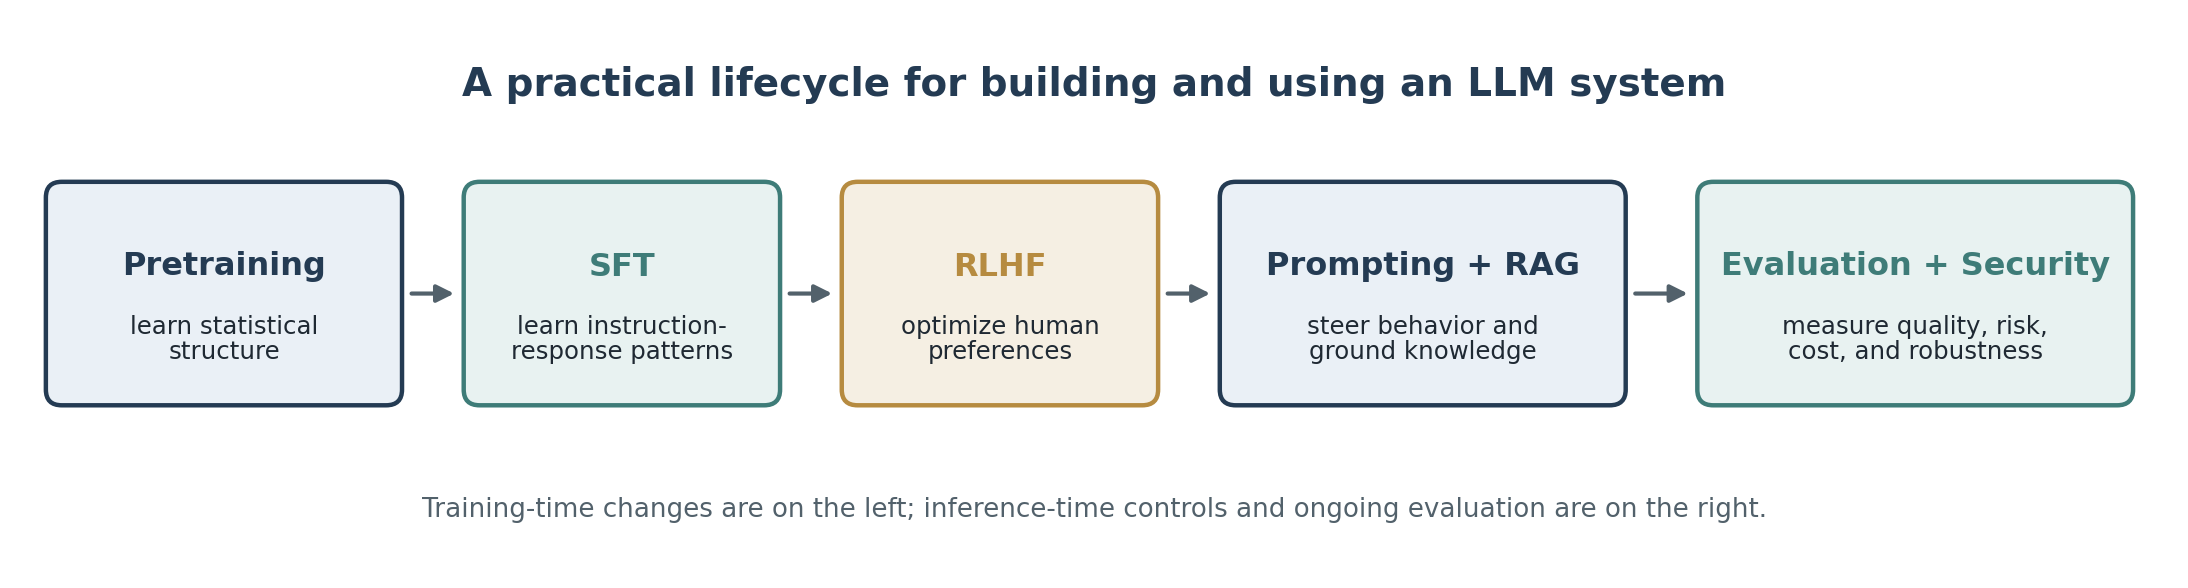 A practical lifecycle for building and using an LLM system
Pretraining
learn statistical
structure
SFT
learn instruction-
response patterns
RLHF
optimize human
preferences
Prompting + RAG
steer behavior and
ground knowledge
Evaluation + Security
measure quality, risk,
cost, and robustness
Training-time changes are on the left; inference-time controls and ongoing evaluation are on the right.